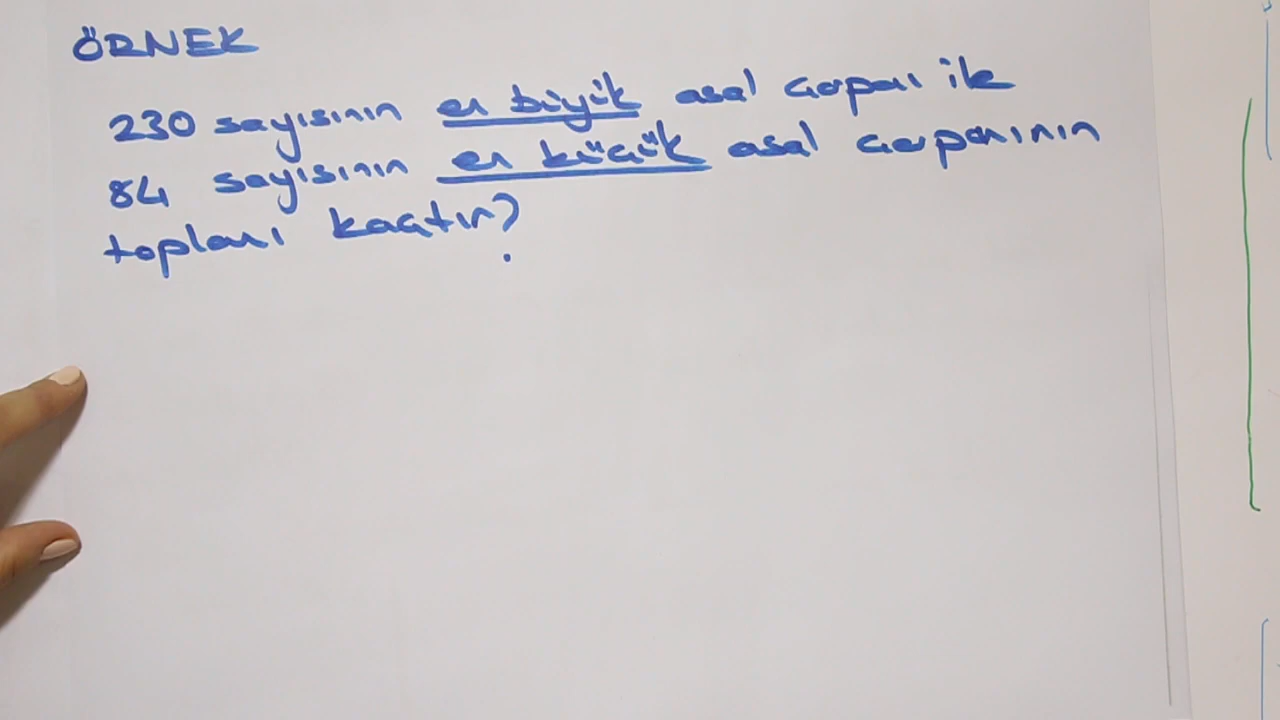 ÖRNEK
230 sayısının en büyük asal çarpanı ile
84 sayısının en küçük asal çarpanının
toplamı kaçtır?